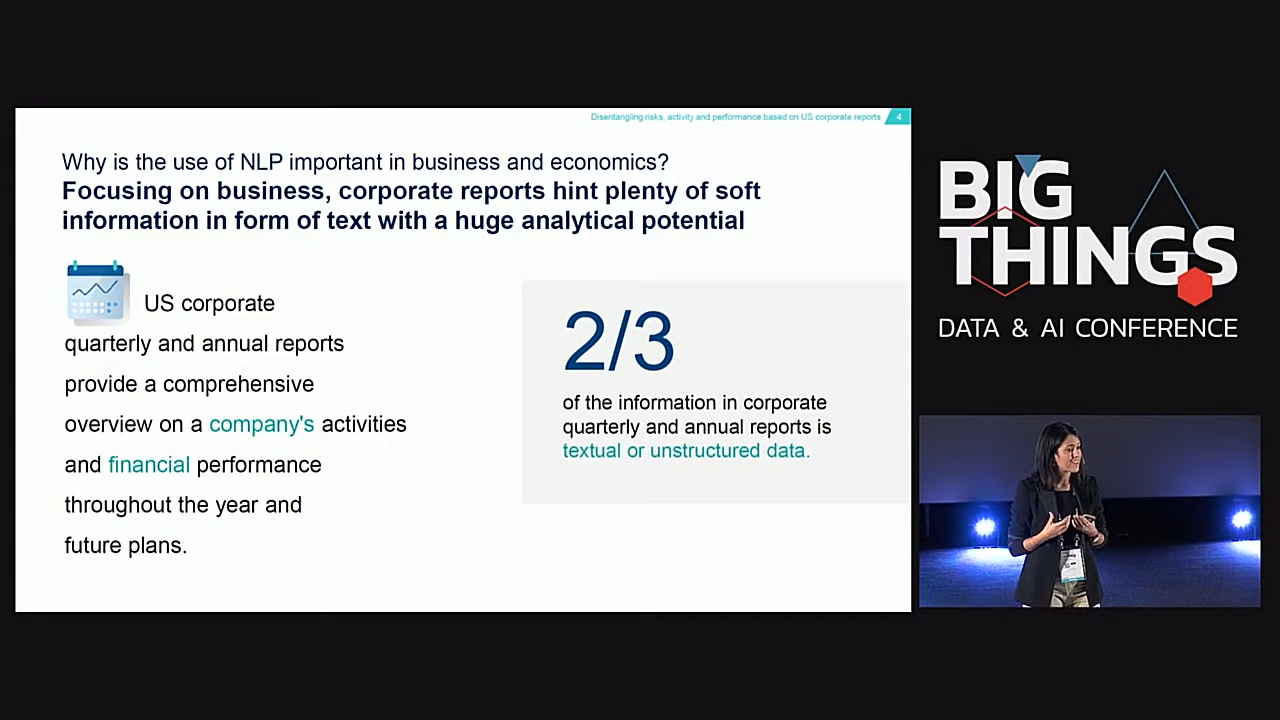 Disentangling risks, activity and performance based on US corporate reports 4
Why is the use of NLP important in business and economics?
Focusing on business, corporate reports hint plenty of soft
information in form of text with a huge analytical potential
US corporate
quarterly and annual reports
provide a comprehensive
overview on a company's activities
and financial performance
throughout the year and
future plans.
2/3
of the information in corporate
quarterly and annual reports is
textual or unstructured data.
BIG
THINGS
DATA & AI CONFERENCE